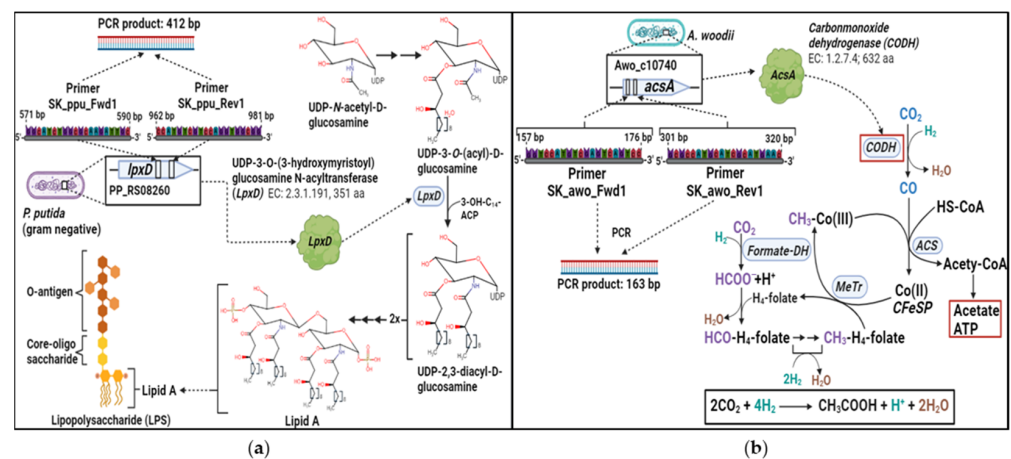 a
PCR product: 412 bp
Primer
SK_ppu_Fwd1
Primer
SK_ppu_Rev1
571 bp
590 bp
962 bp
981 bp
5'
-3'
5'
-3'
lpxD
PP_RS08260
P. putida
(gram negative)
UDP-N-acetyl-D-
glucosamine
UDP-3-O-(acyl)-D-
glucosamine
UDP-3-O-(3-hydroxymyristoyl)
glucosamine N-acyltransferase
(LpxD) EC: 2.3.1.191, 351 aa
LpxD
LpxD
3-OH-C14-
ACP
2x
UDP-2,3-diacyl-D-
glucosamine
O-antigen
Core-oligo
saccharide
Lipid A
Lipopolysaccharide (LPS)
Lipid A
(a)
b
A. woodii
Awo_c10740
acsA
AcsA
Carbonmonoxide
dehydrogenase (CODH)
EC: 1.2.7.4; 632 aa
157 bp
176 bp
301 bp
320 bp
5'-
-3'
5'-
-3'
Primer
SK_awo_Fwd1
Primer
SK_awo_Rev1
PCR
PCR product: 163 bp
CO2
H2
CODH
H2O
CO
HS-CoA
CH3-Co(III)
ACS
Acety-CoA
Co(II)
CFeSP
Acetate
ATP
MeTr
CO2
H2
Formate-DH
HCOO-+H+
H4-folate
H2O
HCO-H4-folate
CH3-H4-folate
2H2
H2O
2CO2 + 4H2 → CH3COOH + H+ + 2H2O
(b)